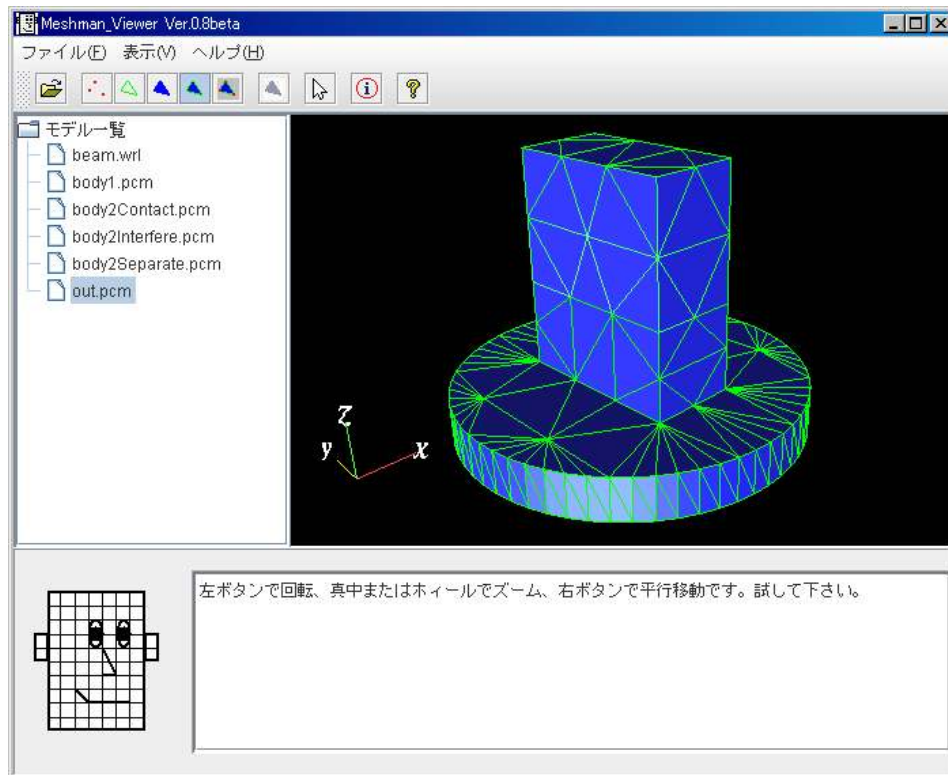 Meshman_Viewer Ver.0.8beta
ファイル(F) 表示(V) ヘルプ(H)
モデル一覧
beam.wrl
body1.pcm
body2Contact.pcm
body2Interfere.pcm
body2Separate.pcm
out.pcm
z
y
x
左ボタンで回転、真中またはホィールでズーム、右ボタンで平行移動です。試して下さい。